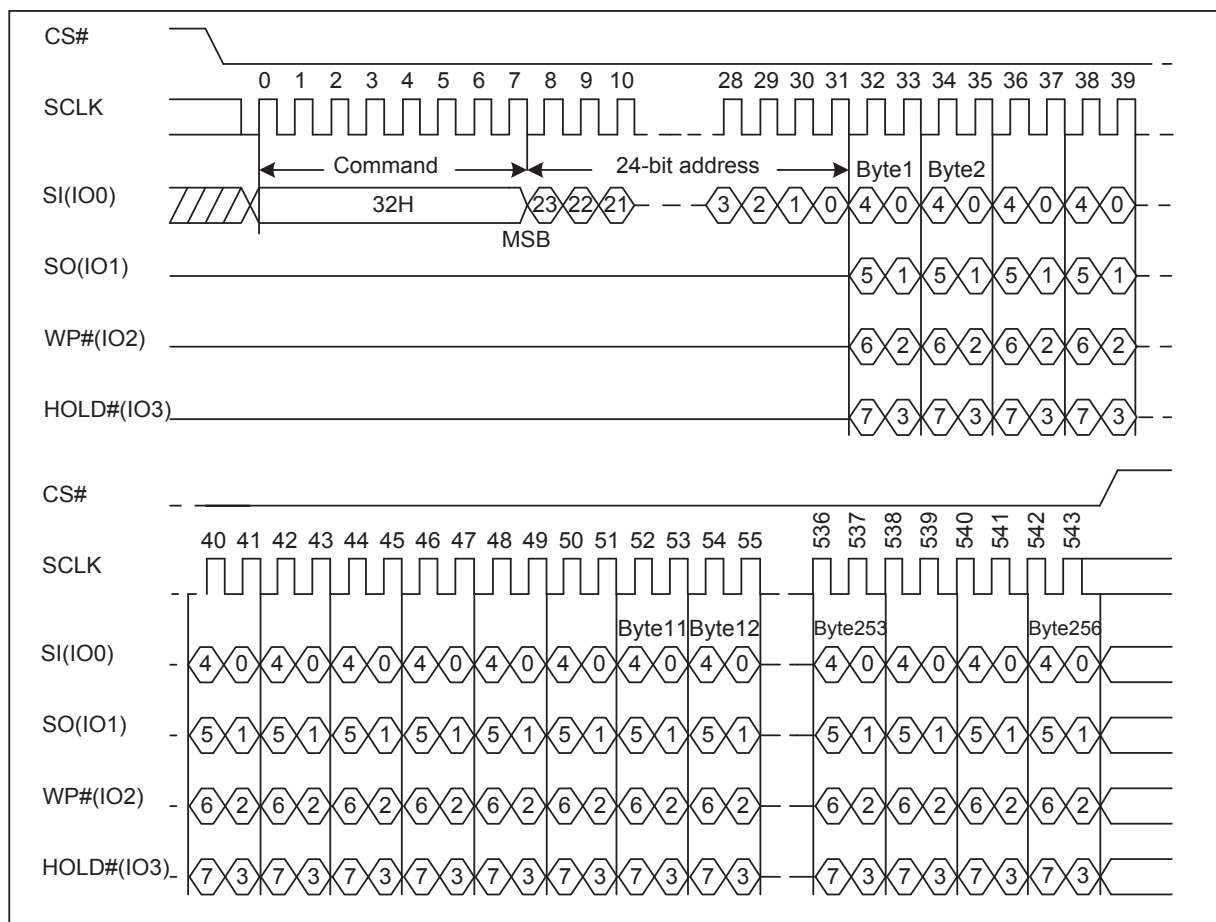 CS#
0 1 2 3 4 5 6 7 8 9 10 28 29 30 31 32 33 34 35 36 37 38 39
SCLK
Command 24-bit address Byte1 Byte2
SI(IO0) 32H 23 22 21 3 2 1 0 4 0 4 0 4 0 4 0
MSB
SO(IO1) 5 1 5 1 5 1 5 1
WP#(IO2) 6 2 6 2 6 2 6 2
HOLD#(IO3) 7 3 7 3 7 3 7 3
CS#
40 41 42 43 44 45 46 47 48 49 50 51 52 53 54 55 536 537 538 539 540 541 542 543
SCLK
Byte11 Byte12 Byte253 Byte256
SI(IO0) 4 0 4 0 4 0 4 0 4 0 4 0 4 0 4 0 4 0 4 0 4 0 4 0
SO(IO1) 5 1 5 1 5 1 5 1 5 1 5 1 5 1 5 1 5 1 5 1 5 1 5 1
WP#(IO2) 6 2 6 2 6 2 6 2 6 2 6 2 6 2 6 2 6 2 6 2 6 2 6 2
HOLD#(IO3) 7 3 7 3 7 3 7 3 7 3 7 3 7 3 7 3 7 3 7 3 7 3 7 3